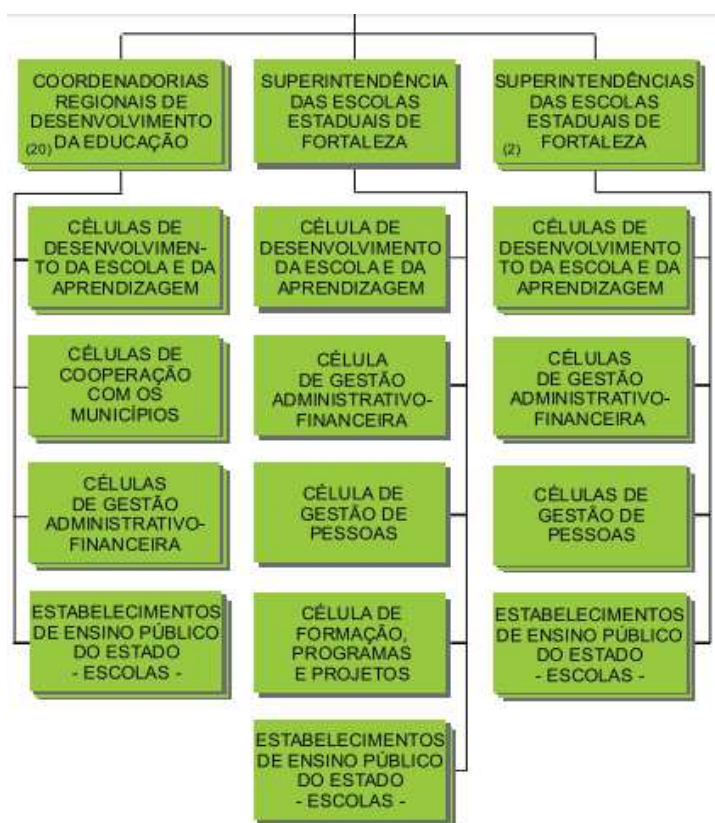 COORDENADORIAS
REGIONAIS DE
DESENVOLVIMENTO
DA EDUCAÇÃO
(20)
CÉLULAS DE
DESENVOLVIMEN-
TO DA ESCOLA E DA
APRENDIZAGEM
CÉLULAS DE
COOPERAÇÃO
COM OS
MUNICÍPIOS
CÉLULAS
DE GESTÃO
ADMINISTRATIVO-
FINANCEIRA
ESTABELECIMENTOS
DE ENSINO PÚBLICO
DO ESTADO
- ESCOLAS -
SUPERINTENDÊNCIA
DAS ESCOLAS
ESTADUAIS DE
FORTALEZA
CÉLULA DE
DESENVOLVIMENTO
DA ESCOLA E DA
APRENDIZAGEM
CÉLULA
DE GESTÃO
ADMINISTRATIVO-
FINANCEIRA
CÉLULA DE
GESTÃO DE
PESSOAS
CÉLULA DE
FORMAÇÃO,
PROGRAMAS
E PROJETOS
ESTABELECIMENTOS
DE ENSINO PÚBLICO
DO ESTADO
- ESCOLAS -
SUPERINTENDÊNCIAS
DAS ESCOLAS
ESTADUAIS DE
FORTALEZA
(2)
CÉLULAS DE
DESENVOLVIMENTO
TO DA ESCOLA E DA
APRENDIZAGEM
CÉLULAS
DE GESTÃO
ADMINISTRATIVO-
FINANCEIRA
CÉLULAS DE
GESTÃO DE
PESSOAS
ESTABELECIMENTOS
DE ENSINO PÚBLICO
DO ESTADO
- ESCOLAS -